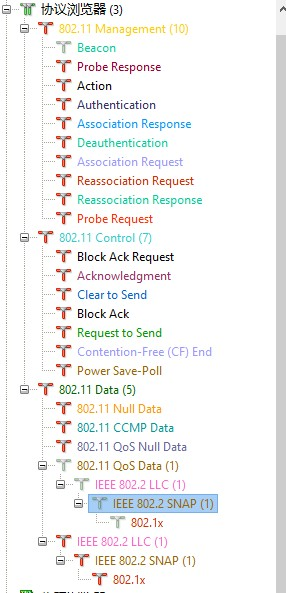 协议浏览器 (3)
802.11 Management (10)
Beacon
Probe Response
Action
Authentication
Association Response
Deauthentication
Association Request
Reassociation Request
Reassociation Response
Probe Request
802.11 Control (7)
Block Ack Request
Acknowledgment
Clear to Send
Block Ack
Request to Send
Contention-Free (CF) End
Power Save-Poll
802.11 Data (5)
802.11 Null Data
802.11 CCMP Data
802.11 QoS Null Data
802.11 QoS Data (1)
IEEE 802.2 LLC (1)
IEEE 802.2 SNAP (1)
802.1x
IEEE 802.2 LLC (1)
IEEE 802.2 SNAP (1)
802.1x